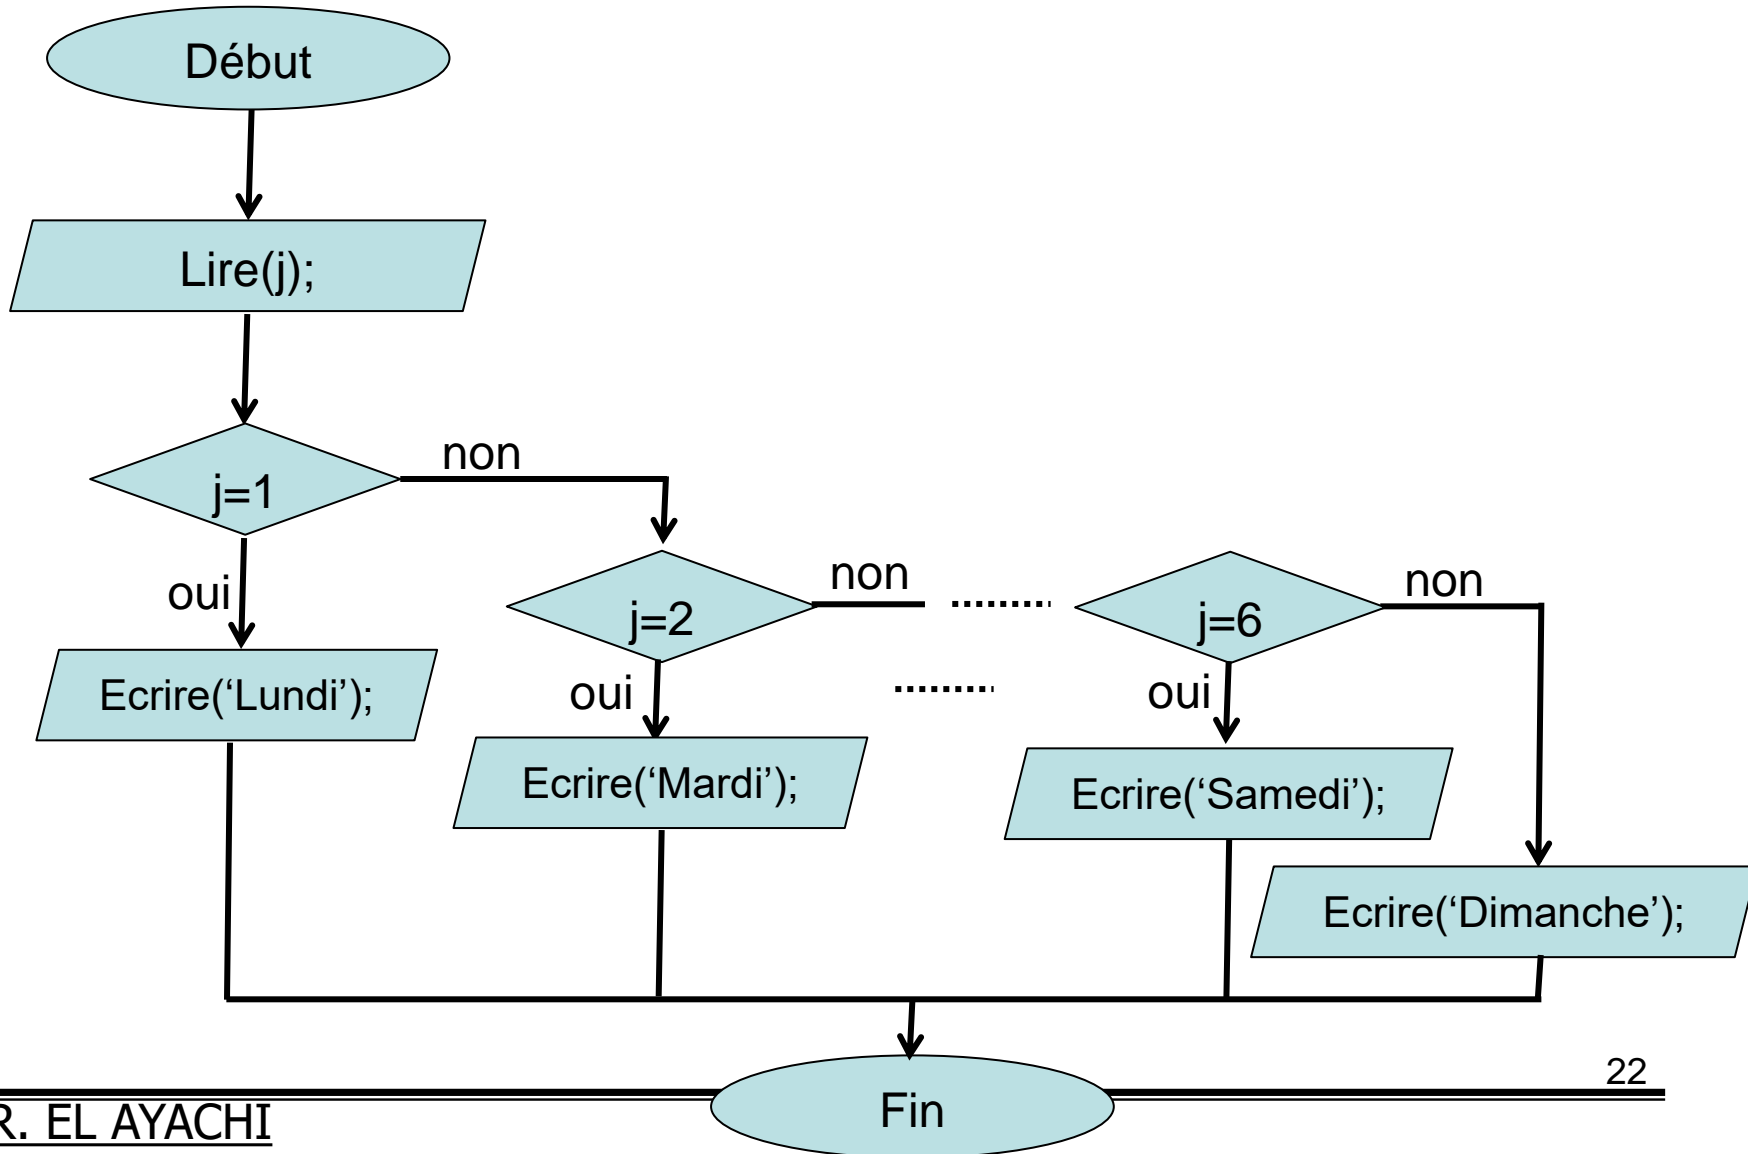 Début
Lire(j);
j=1
non
oui
Ecrire(‘Lundi’);
j=2
non
oui
Ecrire(‘Mardi’);
.........
.........
j=6
non
oui
Ecrire(‘Samedi’);
Ecrire(‘Dimanche’);
Fin
R. EL AYACHI
22